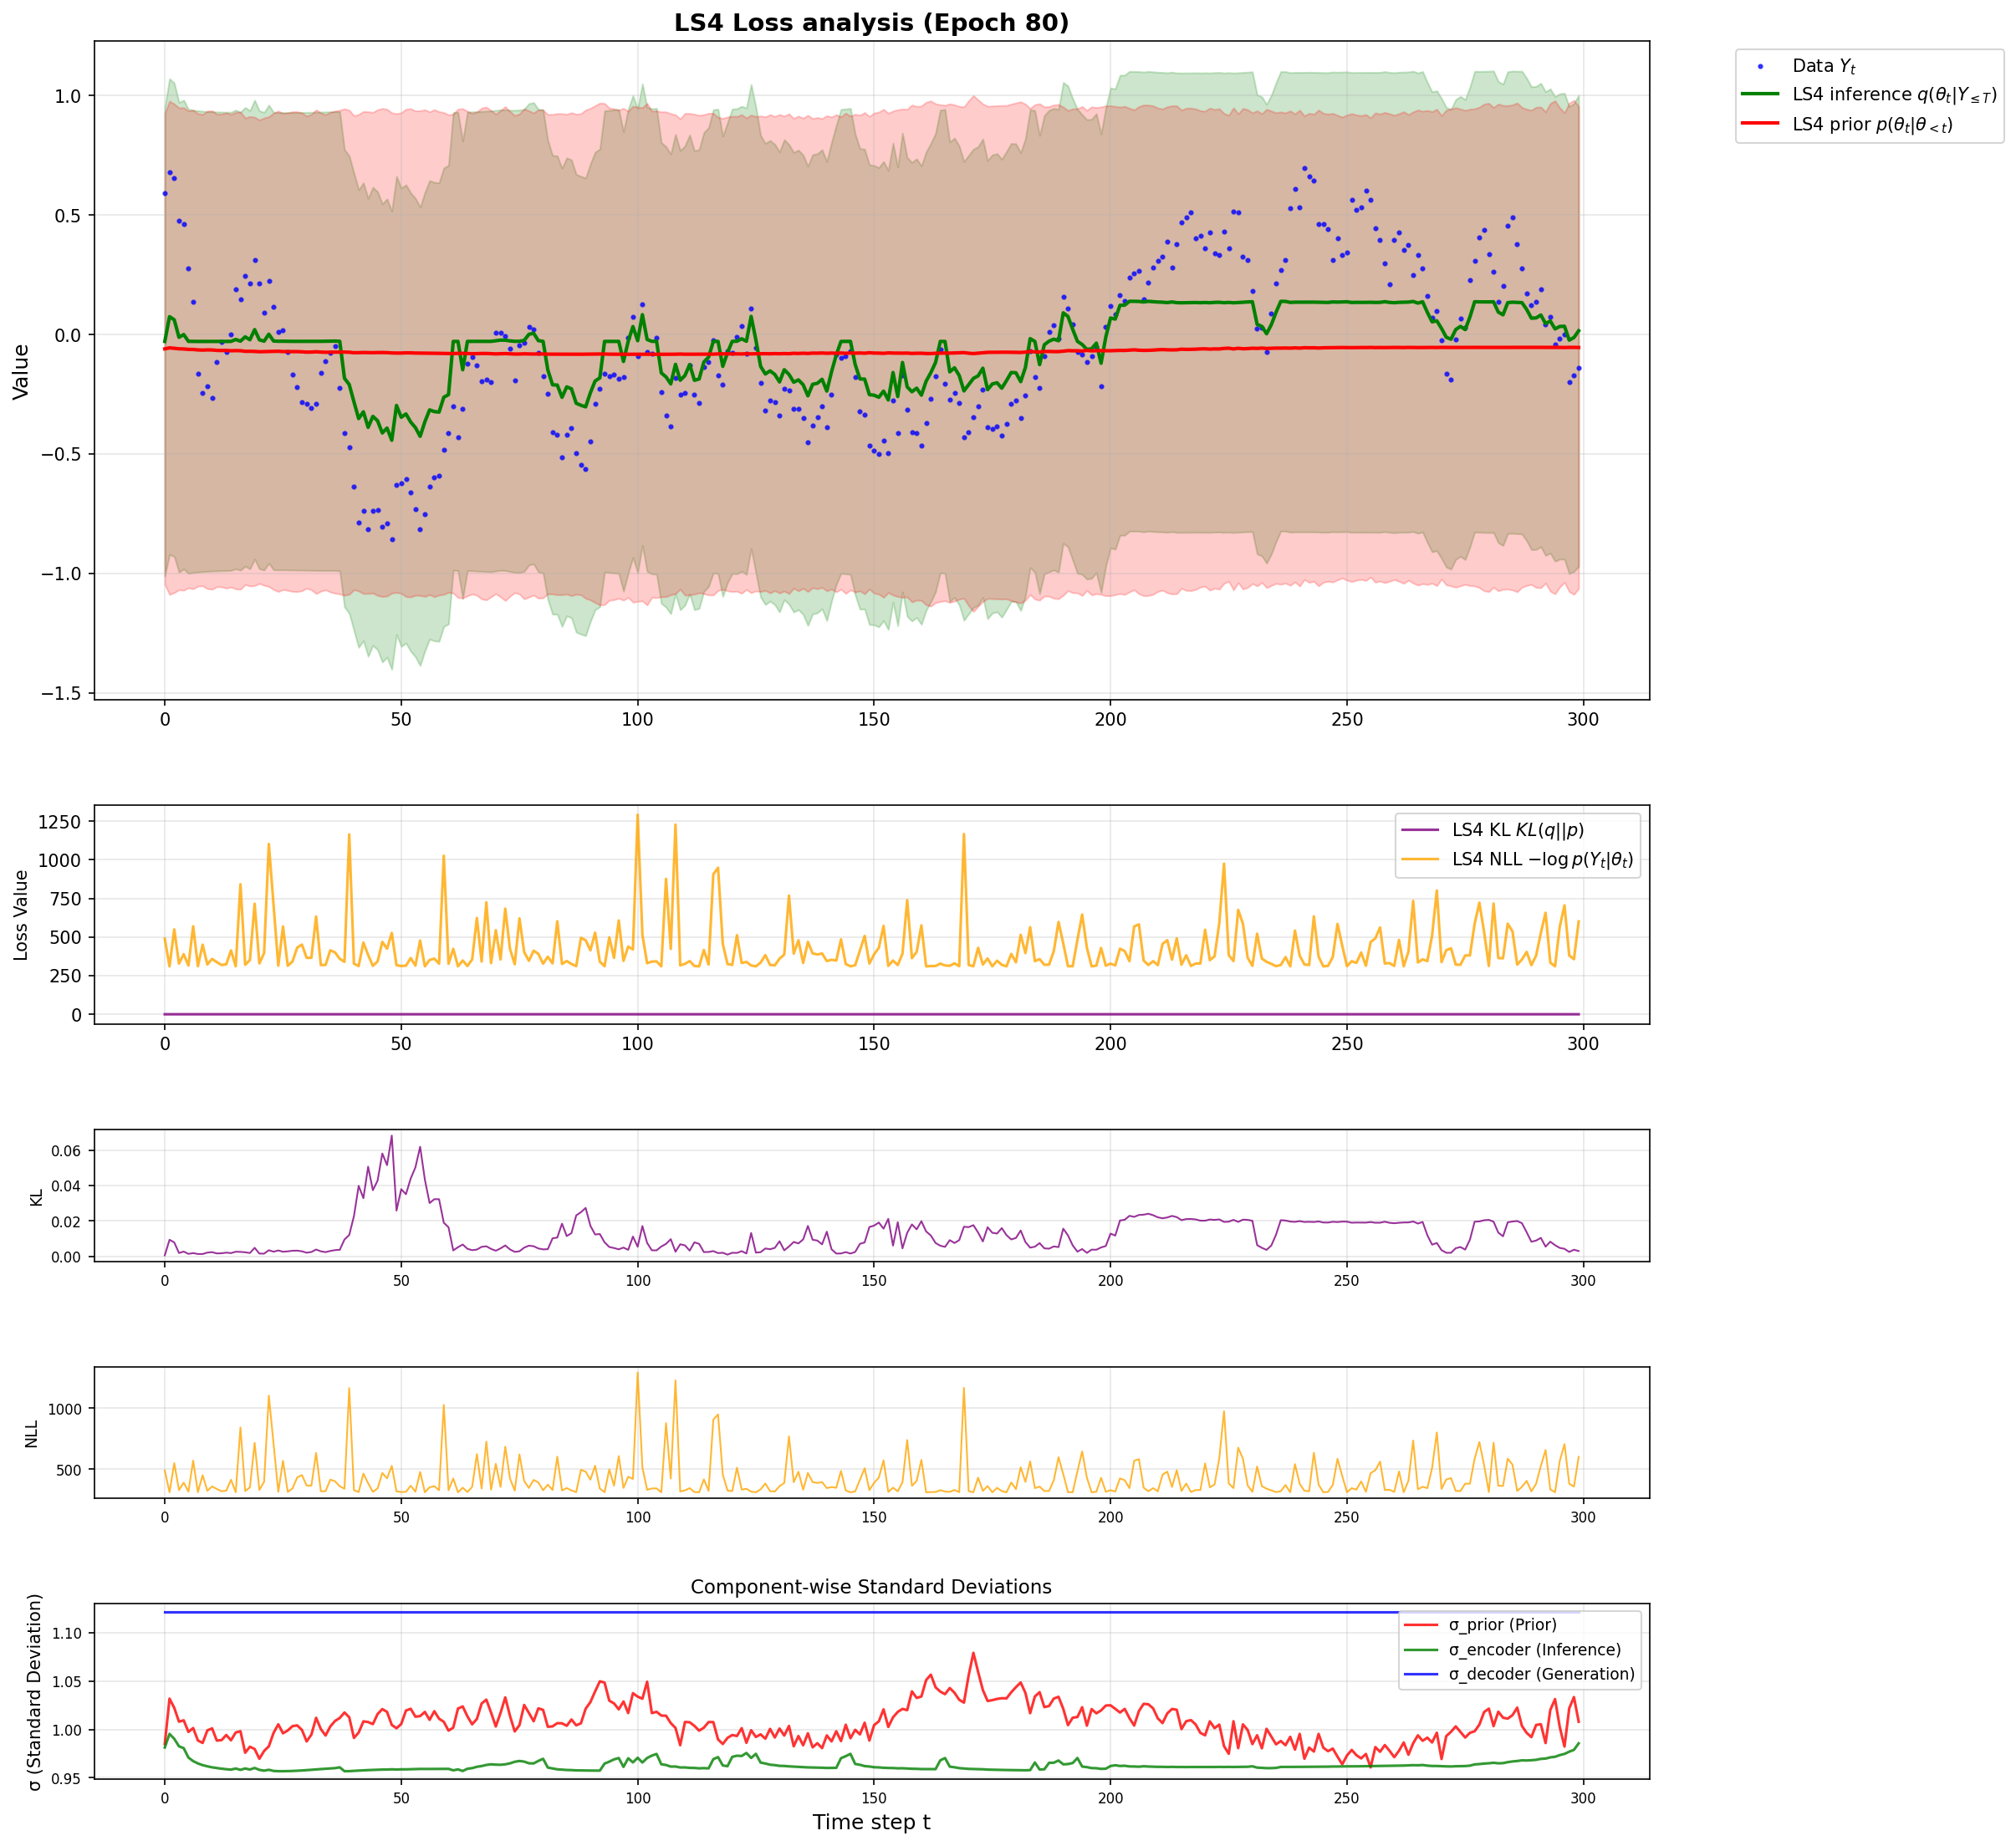 LS4 Loss analysis (Epoch 80)
Data Y_t
LS4 inference q(θ_t|Y_≤T)
LS4 prior p(θ_t|θ_<t)
Value
1.0
0.5
0.0
−0.5
−1.0
−1.5
0 50 100 150 200 250 300
Loss Value
1250
1000
750
500
250
0
LS4 KL KL(q||p)
LS4 NLL −log p(Y_t|θ_t)
0 50 100 150 200 250 300
KL
0.06
0.04
0.02
0.00
0 50 100 150 200 250 300
NLL
1000
500
0 50 100 150 200 250 300
Component-wise Standard Deviations
σ (Standard Deviation)
1.10
1.05
1.00
0.95
σ_prior (Prior)
σ_encoder (Inference)
σ_decoder (Generation)
0 50 100 150 200 250 300
Time step t